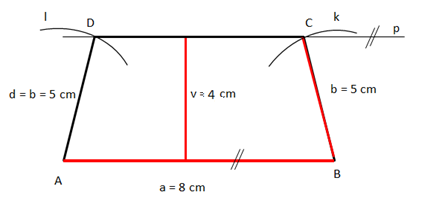 l
D
C
k
p
d = b = 5 cm
v = 4 cm
b = 5 cm
A
B
a = 8 cm